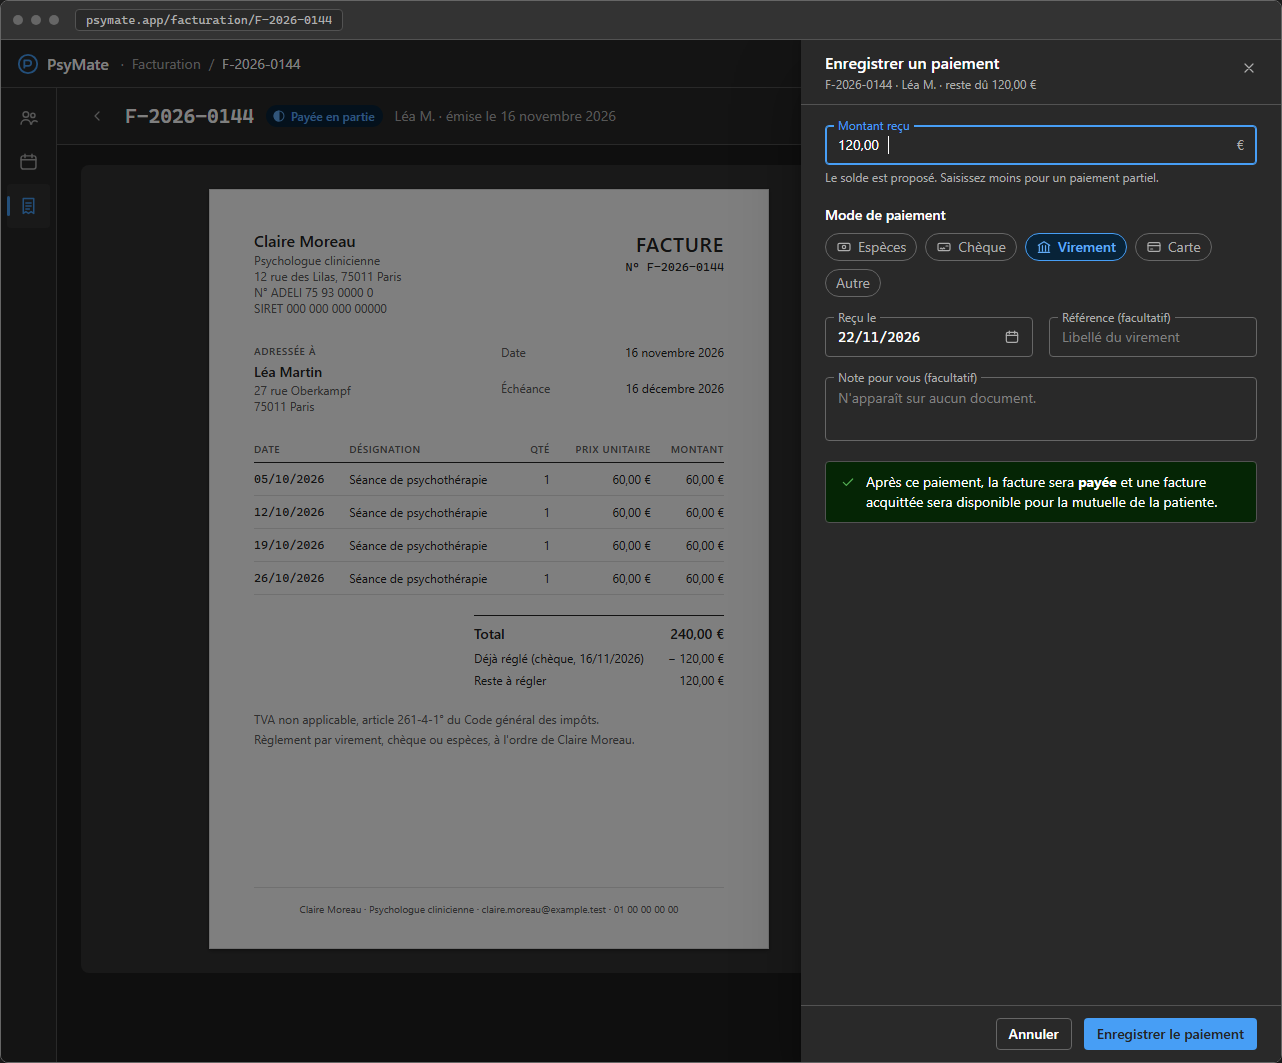 psymate.app/facturation/F-2026-0144
PsyMate · Facturation / F-2026-0144
F-2026-0144 Payée en partie Léa M. · émise le 16 novembre 2026
Claire Moreau
Psychologue clinicienne
12 rue des Lilas, 75011 Paris
N° ADELI 75 93 0000 0
SIRET 000 000 000 00000
FACTURE
N° F-2026-0144
ADRESSÉE À
Léa Martin
27 rue Oberkampf
75011 Paris
Date 16 novembre 2026
Échéance 16 décembre 2026
DATE DÉSIGNATION QTÉ PRIX UNITAIRE MONTANT
05/10/2026 Séance de psychothérapie 1 60,00 € 60,00 €
12/10/2026 Séance de psychothérapie 1 60,00 € 60,00 €
19/10/2026 Séance de psychothérapie 1 60,00 € 60,00 €
26/10/2026 Séance de psychothérapie 1 60,00 € 60,00 €
Total 240,00 €
Déjà réglé (chèque, 16/11/2026) − 120,00 €
Reste à régler 120,00 €
TVA non applicable, article 261-4-1° du Code général des impôts.
Règlement par virement, chèque ou espèces, à l'ordre de Claire Moreau.
Claire Moreau · Psychologue clinicienne · claire.moreau@example.test · 01 00 00 00 00
Enregistrer un paiement
F-2026-0144 · Léa M. · reste dû 120,00 €
Montant reçu
120,00 €
Le solde est proposé. Saisissez moins pour un paiement partiel.
Mode de paiement
Espèces Chèque Virement Carte
Autre
Reçu le
22/11/2026
Référence (facultatif)
Libellé du virement
Note pour vous (facultatif)
N'apparaît sur aucun document.
Après ce paiement, la facture sera payée et une facture
acquittée sera disponible pour la mutuelle de la patiente.
Annuler Enregistrer le paiement